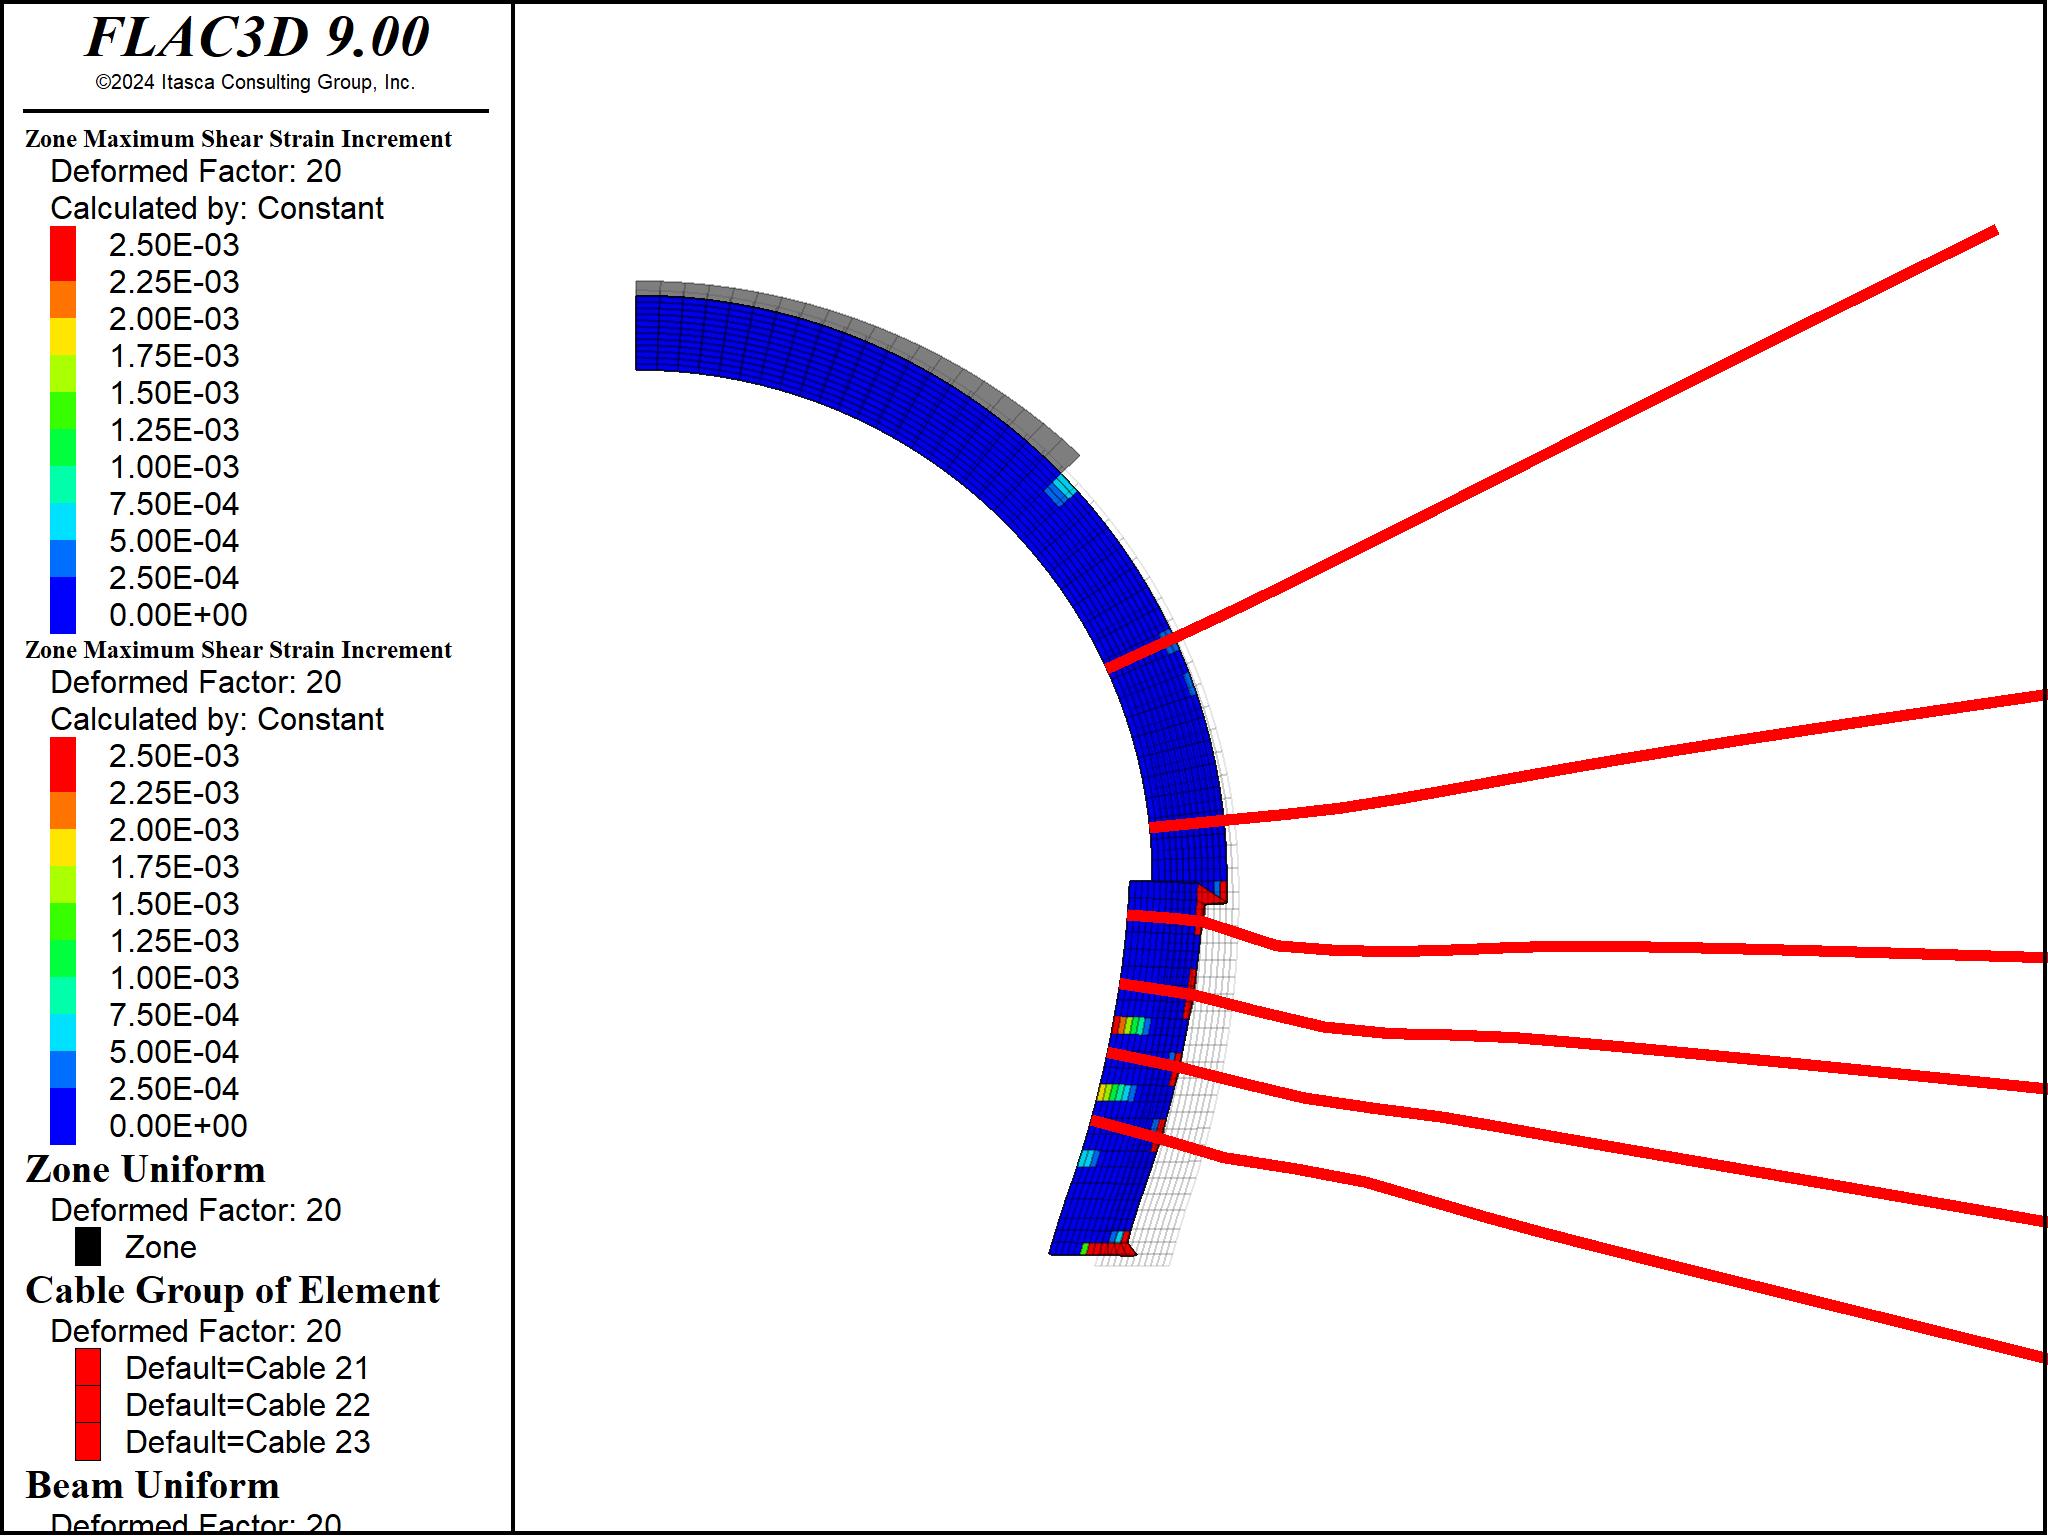 FLAC3D 9.00
©2024 Itasca Consulting Group, Inc.
Zone Maximum Shear Strain Increment
Deformed Factor: 20
Calculated by: Constant
2.50E-03
2.25E-03
2.00E-03
1.75E-03
1.50E-03
1.25E-03
1.00E-03
7.50E-04
5.00E-04
2.50E-04
0.00E+00
Zone Maximum Shear Strain Increment
Deformed Factor: 20
Calculated by: Constant
2.50E-03
2.25E-03
2.00E-03
1.75E-03
1.50E-03
1.25E-03
1.00E-03
7.50E-04
5.00E-04
2.50E-04
0.00E+00
Zone Uniform
Deformed Factor: 20
Zone
Cable Group of Element
Deformed Factor: 20
Default=Cable 21
Default=Cable 22
Default=Cable 23
Beam Uniform
Deformed Factor: 20